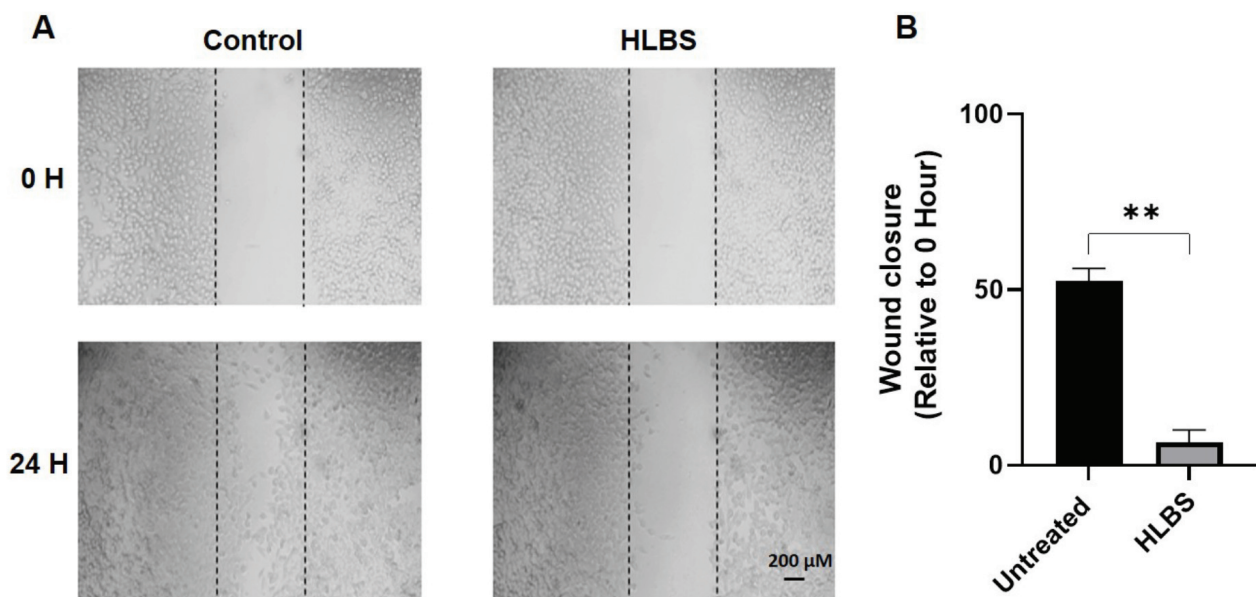 A
Control
HLBS
0 H
24 H
200 µM
B
Wound closure
(Relative to 0 Hour)
100
50
0
**
Untreated
HLBS